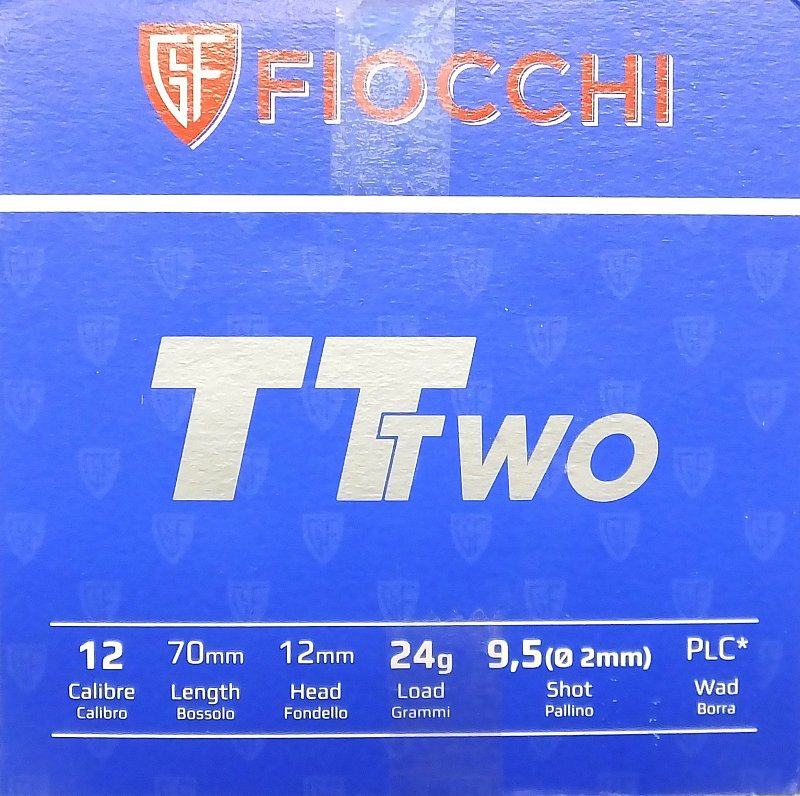 GSF FIOCCHI
TT TWO
12 70mm 12mm 24g 9,5(Ø 2mm) PLC*
Calibre Length Head Load Shot Wad
Calibro Bossolo Fondello Grammi Pallino Borra